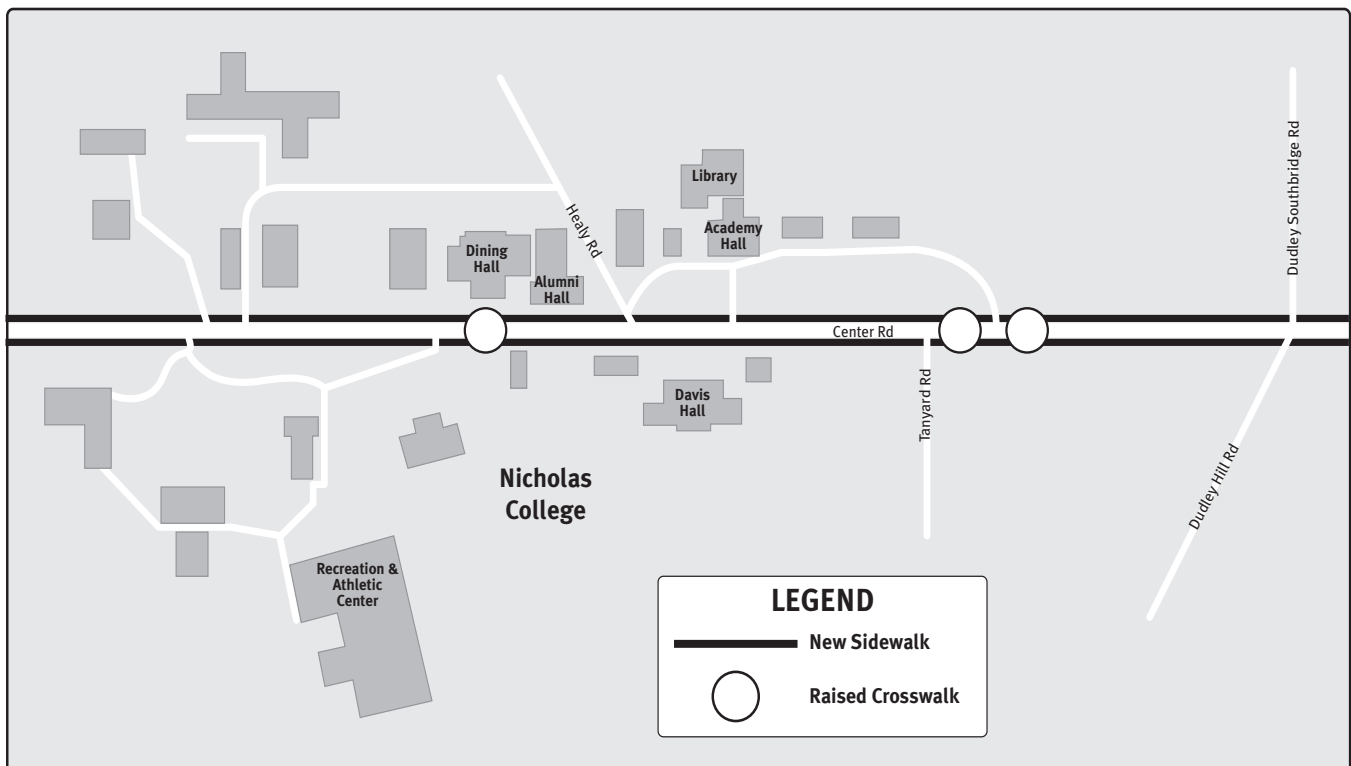 Library
Academy
Hall
Healy Rd
Dining
Hall
Alumni
Hall
Dudley Southbridge Rd
Center Rd
Davis
Hall
Tanyard Rd
Dudley Hill Rd
Nicholas
College
Recreation &
Athletic
Center
LEGEND
New Sidewalk
Raised Crosswalk